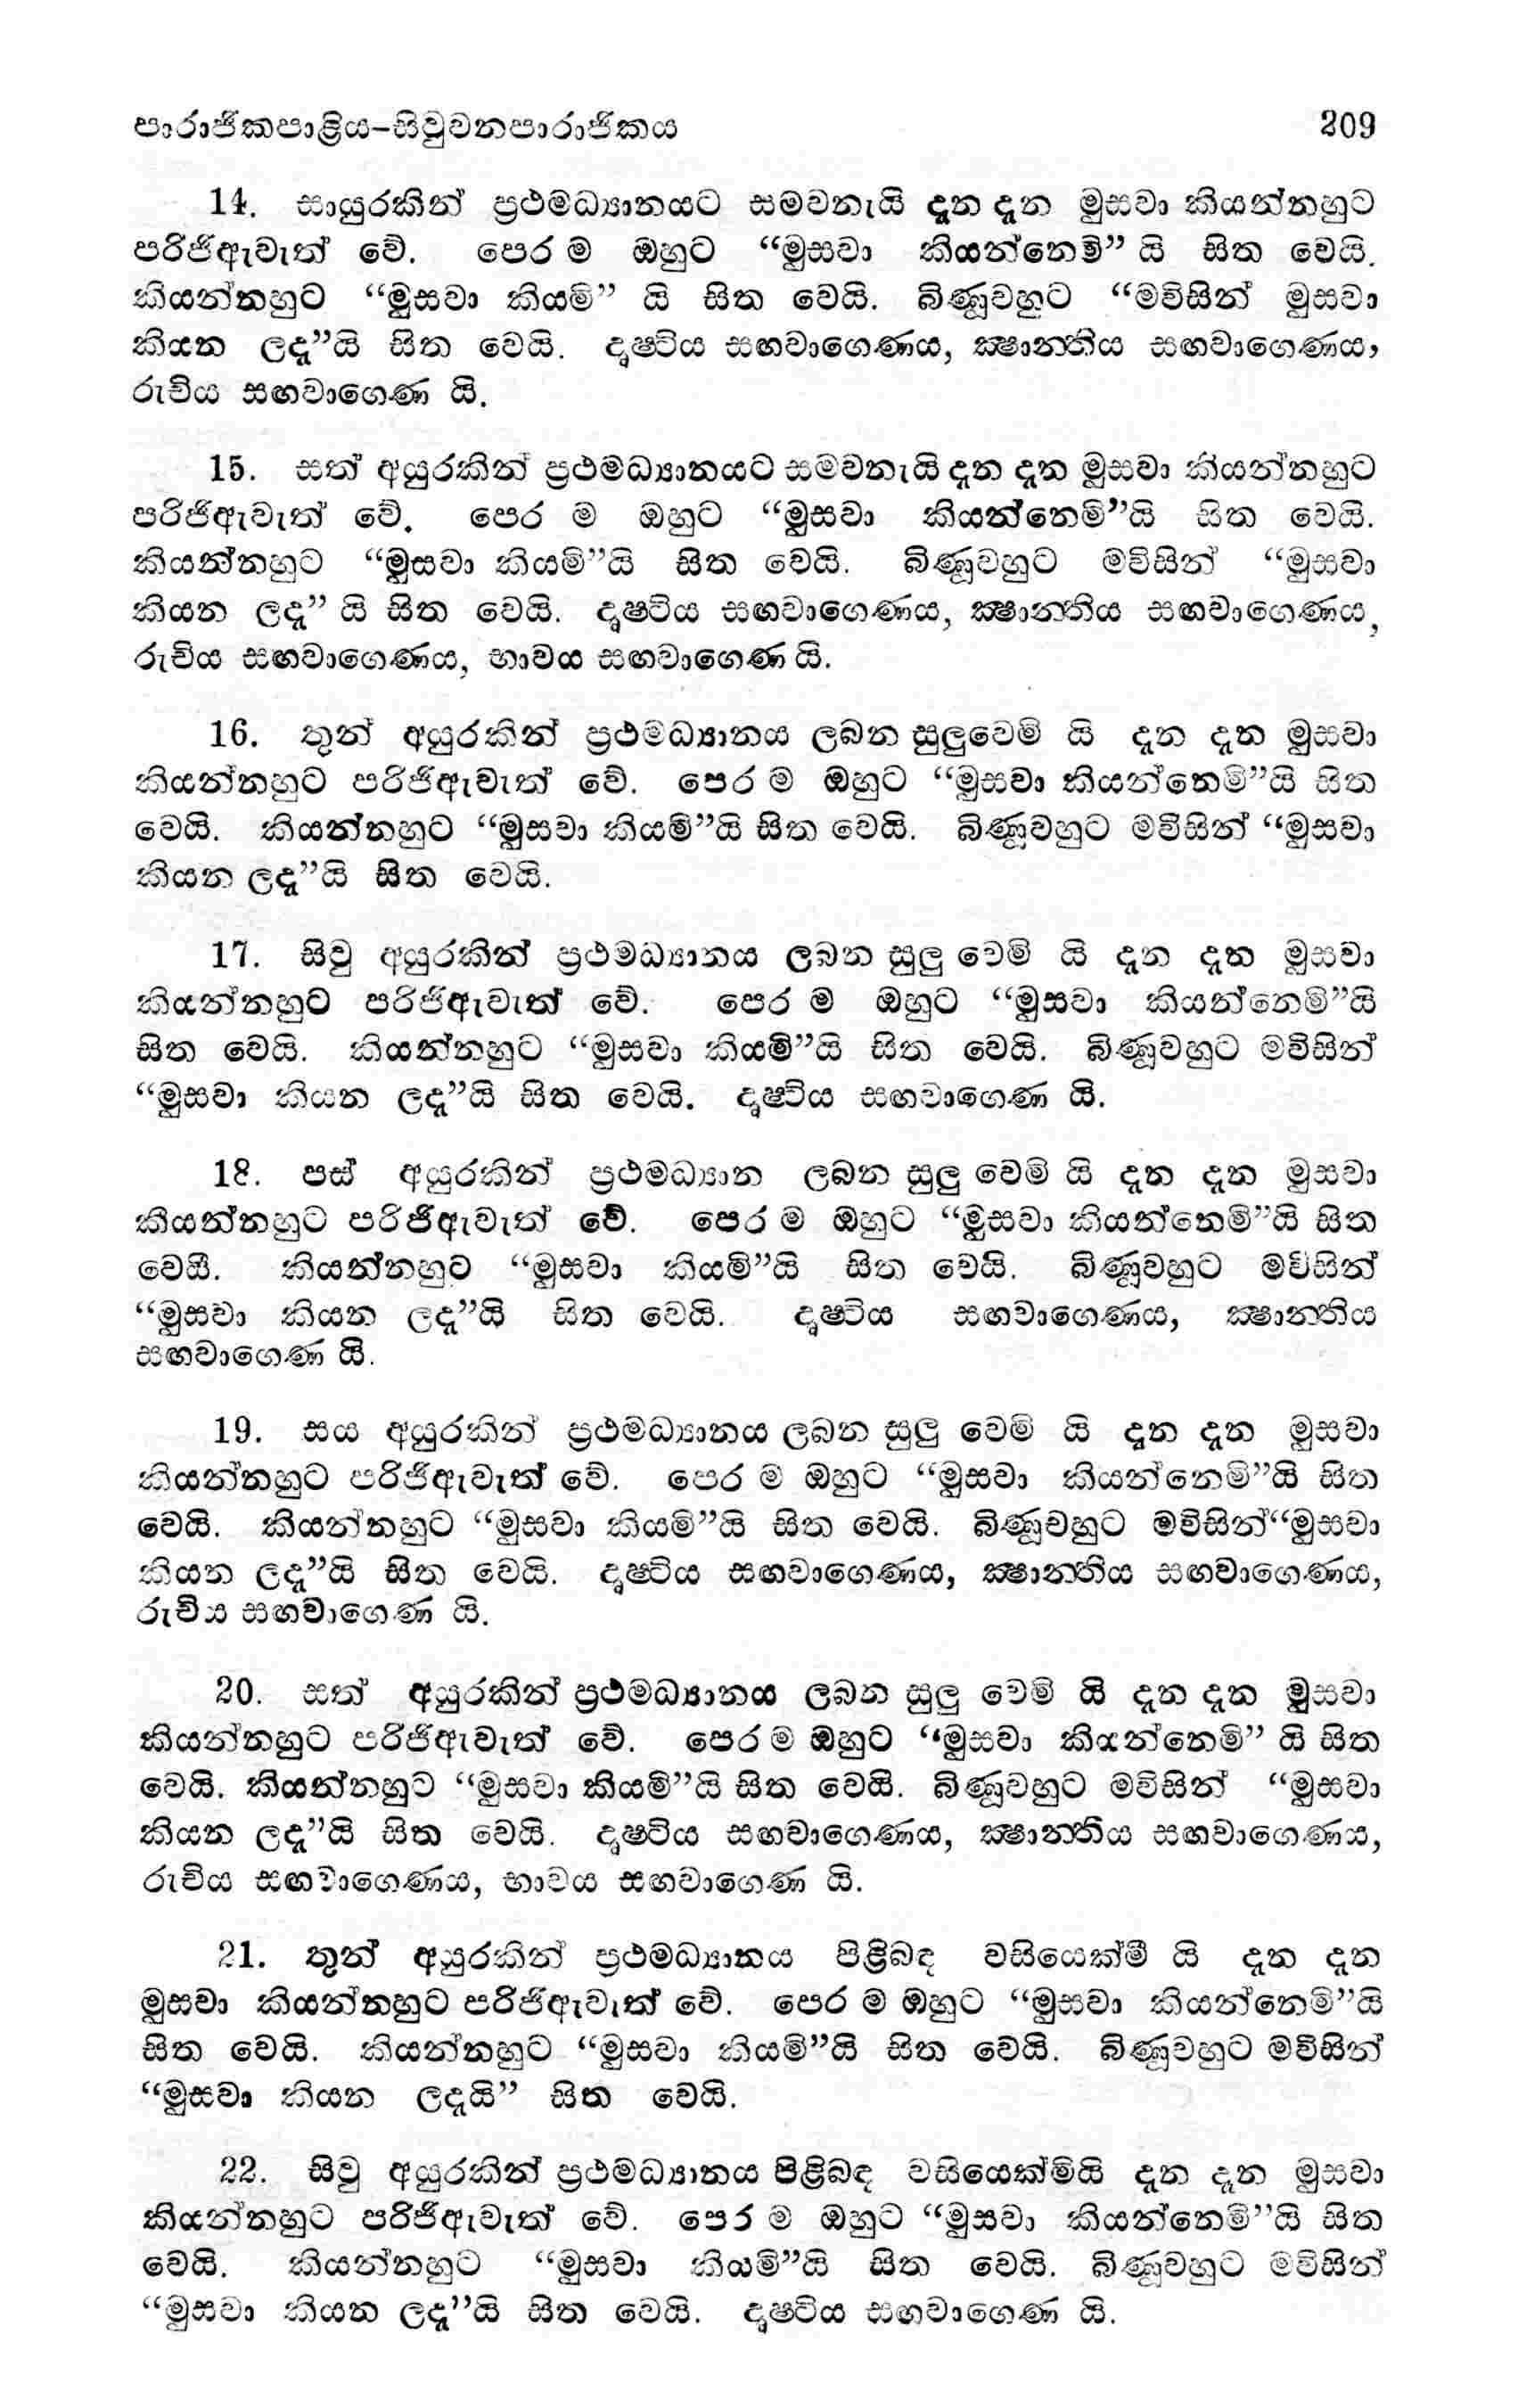 පාරාජිකපාළිය-සිවුවනපාරාජිකය 209
14. සායුරකින් ප්‍රථමධ්‍යානයට සමවනැයි දැන දැන මුසවා කියන්නහුට
පරිජිඇවැත් වේ. පෙර ම ඔහුට “මුසවා කියන්නෙමි” යි සිත වෙයි.
කියන්නහුට “මුසවා කියමි” යි සිත වෙයි. බිණූවහුට “මවිසින් මුසවා
කියන ලදැ”යි සිත වෙයි. දෘෂ්ටිය සඟවාගෙණය, ක්‍ෂාන්තිය සඟවාගෙණය,
රුචිය සඟවාගෙණ යි.
15. සත් අයුරකින් ප්‍රථමධ්‍යානයට සමවනැයි දැන දැන මුසවා කියන්නහුට
පරිජිඇවැත් වේ. පෙර ම ඔහුට “මුසවා කියන්නෙමි”යි සිත වෙයි.
කියන්නහුට “මුසවා කියමි”යි සිත වෙයි. බිණූවහුට මවිසින් “මුසවා
කියන ලදැ” යි සිත වෙයි. දෘෂ්ටිය සඟවාගෙණය, ක්‍ෂාන්තිය සඟවාගෙණය,
රුචිය සඟවාගෙණය, භාවය සඟවාගෙණ යි.
16. තුන් අයුරකින් ප්‍රථමධ්‍යානය ලබන සුලුවෙමි යි දැන දැන මුසවා
කියන්නහුට පරිජිඇවැත් වේ. පෙර ම ඔහුට “මුසවා කියන්නෙමි”යි සිත
වෙයි. කියන්නහුට “මුසවා කියමි”යි සිත වෙයි. බිණූවහුට මවිසින් “මුසවා
කියන ලදැ”යි සිත වෙයි.
17. සිවු අයුරකින් ප්‍රථමධ්‍යානය ලබන සුලු වෙමි යි දැන දැන මුසවා
කියන්නහුට පරිජිඇවැත් වේ. පෙර ම ඔහුට “මුසවා කියන්නෙමි”යි
සිත වෙයි. කියන්නහුට “මුසවා කියමි”යි සිත වෙයි. බිණූවහුට මවිසින්
“මුසවා කියන ලදැ”යි සිත වෙයි. දෘෂ්ටිය සඟවාගෙණ යි.
18. පස් අයුරකින් ප්‍රථමධ්‍යාන ලබන සුලු වෙමි යි දැන දැන මුසවා
කියන්නහුට පරිජිඇවැත් වේ. පෙර ම ඔහුට “මුසවා කියන්නෙමි”යි සිත
වෙයි. කියන්නහුට “මුසවා කියමි”යි සිත වෙයි. බිණූවහුට මවිසින්
“මුසවා කියන ලදැ”යි සිත වෙයි. දෘෂ්ටිය සඟවාගෙණය, ක්‍ෂාන්තිය
සඟවාගෙණ යි.
19. සය අයුරකින් ප්‍රථමධ්‍යානය ලබන සුලු වෙමි යි දැන දැන මුසවා
කියන්නහුට පරිජිඇවැත් වේ. පෙර ම ඔහුට “මුසවා කියන්නෙමි”යි සිත
වෙයි. කියන්නහුට “මුසවා කියමි”යි සිත වෙයි. බිණූවහුට මවිසින්“මුසවා
කියන ලදැ”යි සිත වෙයි. දෘෂ්ටිය සඟවාගෙණය, ක්‍ෂාන්තිය සඟවාගෙණය,
රුචිය සඟවාගෙණ යි.
20. සත් අයුරකින් ප්‍රථමධ්‍යානය ලබන සුලු වෙමි යි දැන දැන මුසවා
කියන්නහුට පරිජිඇවැත් වේ. පෙර ම ඔහුට “මුසවා කියන්නෙමි” යි සිත
වෙයි. කියන්නහුට “මුසවා කියමි”යි සිත වෙයි. බිණූවහුට මවිසින් “මුසවා
කියන ලදැ”යි සිත වෙයි. දෘෂ්ටිය සඟවාගෙණය, ක්‍ෂාන්තිය සඟවාගෙණය,
රුචිය සඟවාගෙණය, භාවය සඟවාගෙණ යි.
21. තුන් අයුරකින් ප්‍රථමධ්‍යානය පිළිබඳ වසියෙක්මි යි දැන දැන
මුසවා කියන්නහුට පරිජිඇවැත් වේ. පෙර ම ඔහුට “මුසවා කියන්නෙමි”යි
සිත වෙයි. කියන්නහුට “මුසවා කියමි”යි සිත වෙයි. බිණූවහුට මවිසින්
“මුසවා කියන ලදැයි” සිත වෙයි.
22. සිවු අයුරකින් ප්‍රථමධ්‍යානය පිළිබඳ වසියෙක්මියි දැන දැන මුසවා
කියන්නහුට පරිජිඇවැත් වේ. පෙර ම ඔහුට “මුසවා කියන්නෙමි”යි සිත
වෙයි. කියන්නහුට “මුසවා කියමි”යි සිත වෙයි. බිණූවහුට මවිසින්
“මුසවා කියන ලදැ”යි සිත වෙයි. දෘෂ්ටිය සඟවාගෙණ යි.